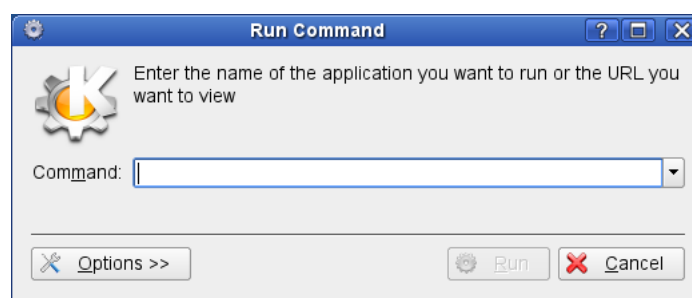 Run Command
?
Enter the name of the application you want to run or the URL you
want to view
Command:
Options >>
Run
Cancel